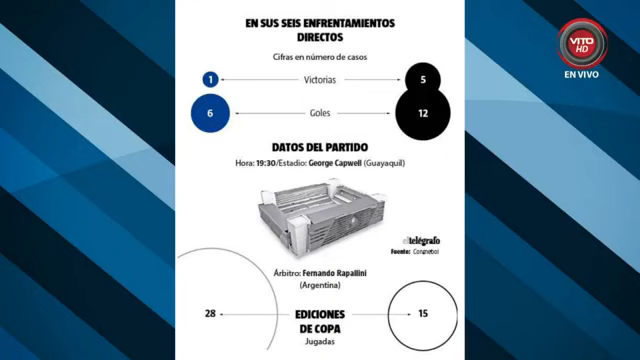 EN SUS SEIS ENFRENTAMIENTOS
DIRECTOS
Cifras en número de casos
1 Victorias 5
6 Goles 12
DATOS DEL PARTIDO
Hora: 19:30/Estadio: George Capwell (Guayaquil)
el telégrafo
Fuente: Conmebol
Árbitro: Fernando Rapallini
(Argentina)
28 EDICIONES 15
DE COPA
Jugadas
VITO
HD
EN VIVO